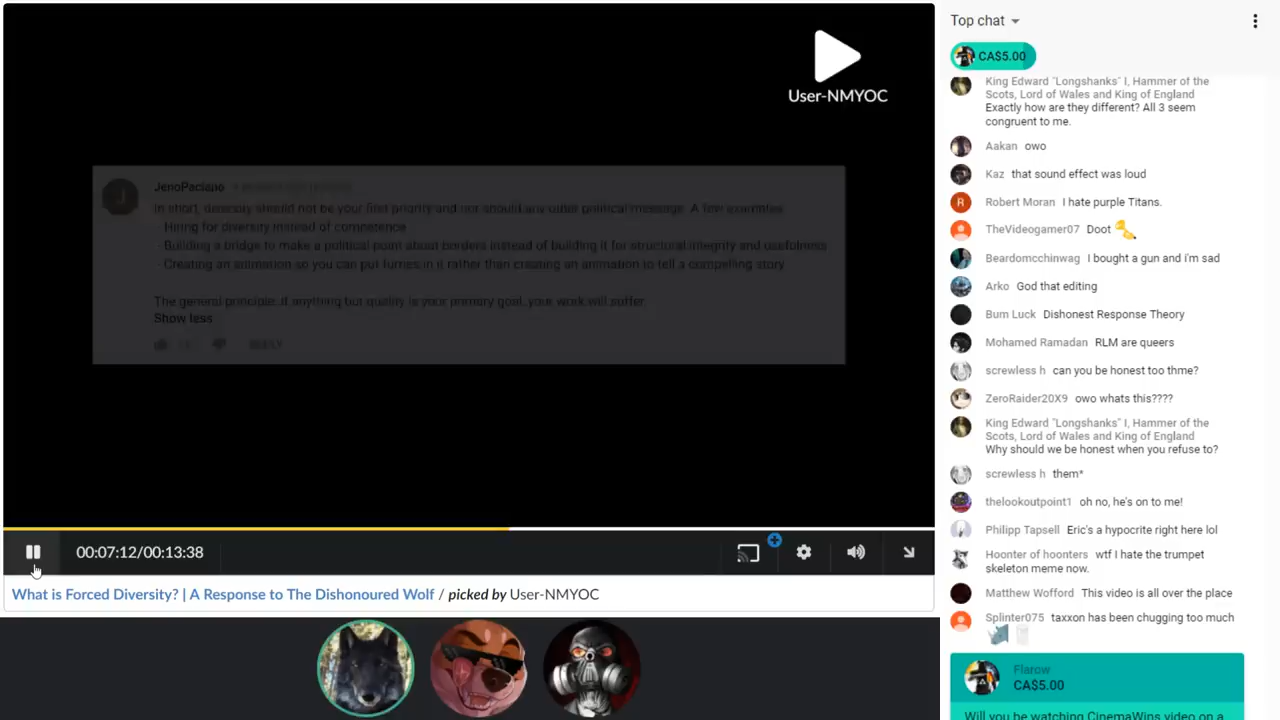 User-NMYOC
JenoPaciano
In short, diversity should not be your first priority and nor should any other political message. A few examples
- Hiring for diversity instead of competence
- Building a bridge to make a political point about borders instead of building it for structural integrity and usefulness
- Creating an animation so you can put furries in it rather than creating an animation to tell a compelling story
The general principle: if anything but quality is your primary goal, your work will suffer.
Show less
REPLY
00:07:12/00:13:38
What is Forced Diversity? | A Response to The Dishonoured Wolf / picked by User-NMYOC
Top chat
CA$5.00
King Edward "Longshanks" I, Hammer of the
Scots, Lord of Wales and King of England
Exactly how are they different? All 3 seem
congruent to me.
Aakan owo
Kaz that sound effect was loud
R
Robert Moran I hate purple Titans.
TheVideogamer07 Doot
Beardomcchinwag I bought a gun and i'm sad
Arko God that editing
Bum Luck Dishonest Response Theory
Mohamed Ramadan RLM are queers
screwless h can you be honest too thme?
ZeroRaider20X9 owo whats this????
King Edward "Longshanks" I, Hammer of the
Scots, Lord of Wales and King of England
Why should we be honest when you refuse to?
screwless h them*
thelookoutpoint1 oh no, he's on to me!
Philipp Tapsell Eric's a hypocrite right here lol
Hoonter of hoonters wtf I hate the trumpet
skeleton meme now.
Matthew Wofford This video is all over the place
Splinter075 taxxon has been chugging too much
Flarow
CA$5.00
Will you be watching CinemaWins video on a